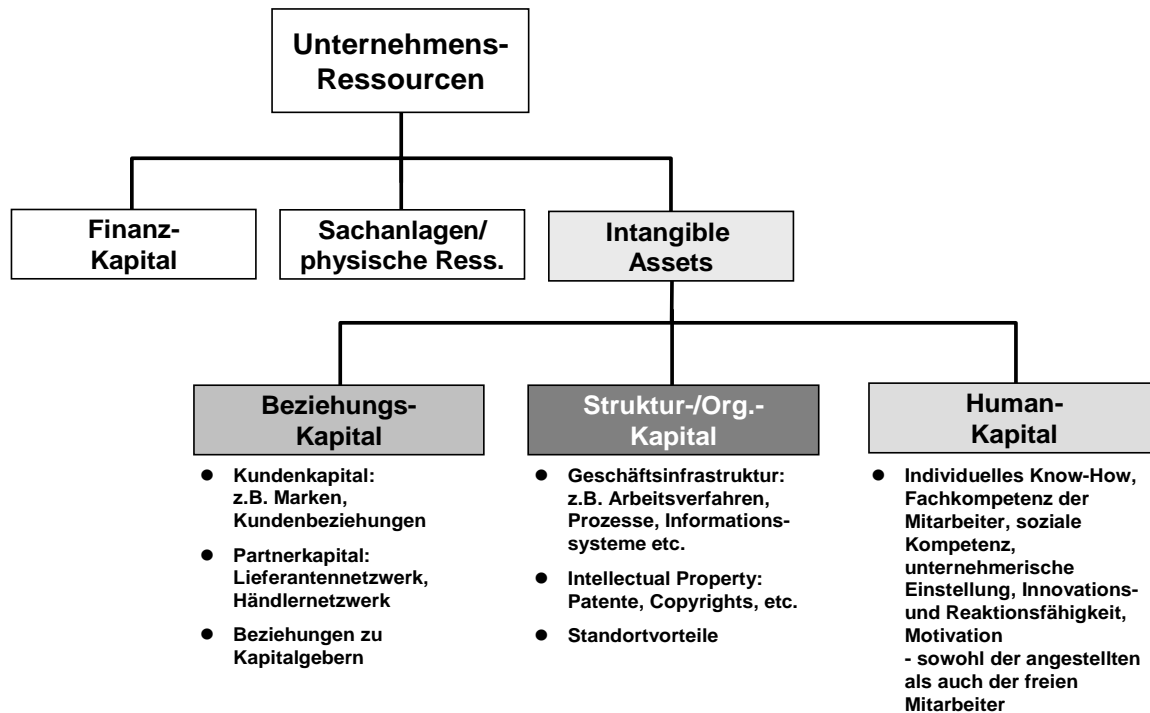 Unternehmens-
Ressourcen
Finanz-
Kapital
Sachanlagen/
physische Ress.
Intangible
Assets
Beziehungs-
Kapital
● Kundenkapital:
z.B. Marken,
Kundenbeziehungen
● Partnerkapital:
Lieferantennetzwerk,
Händlernetzwerk
● Beziehungen zu
Kapitalgebern
Struktur-/Org.-
Kapital
● Geschäftsinfrastruktur:
z.B. Arbeitsverfahren,
Prozesse, Informations-
systeme etc.
● Intellectual Property:
Patente, Copyrights, etc.
● Standortvorteile
Human-
Kapital
● Individuelles Know-How,
Fachkompetenz der
Mitarbeiter, soziale
Kompetenz,
unternehmerische
Einstellung, Innovations-
und Reaktionsfähigkeit,
Motivation
- sowohl der angestellten
als auch der freien
Mitarbeiter